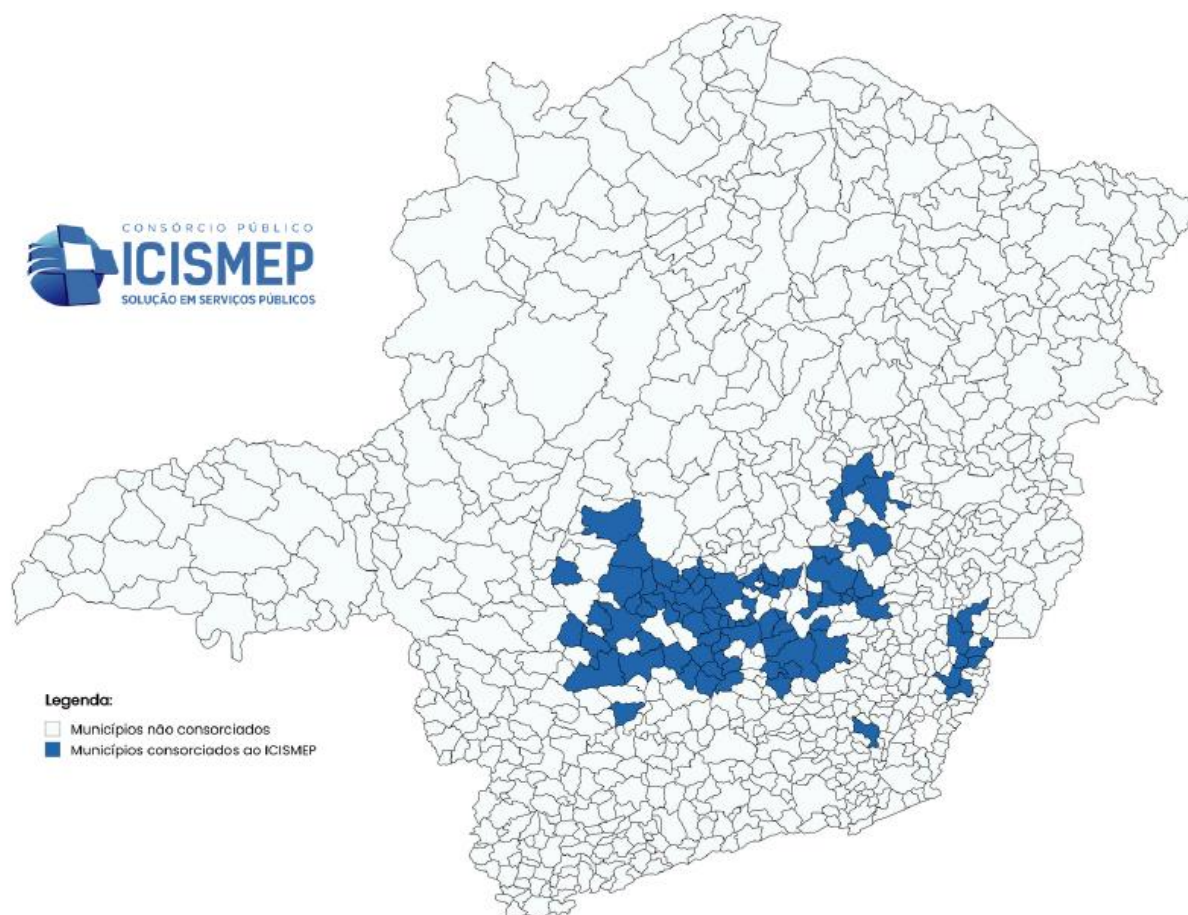 CONSÓRCIO PÚBLICO
ICISMEP
SOLUÇÃO EM SERVIÇOS PÚBLICOS
Legenda:
Municípios não consorciados
Municípios consorciados ao ICISMEP